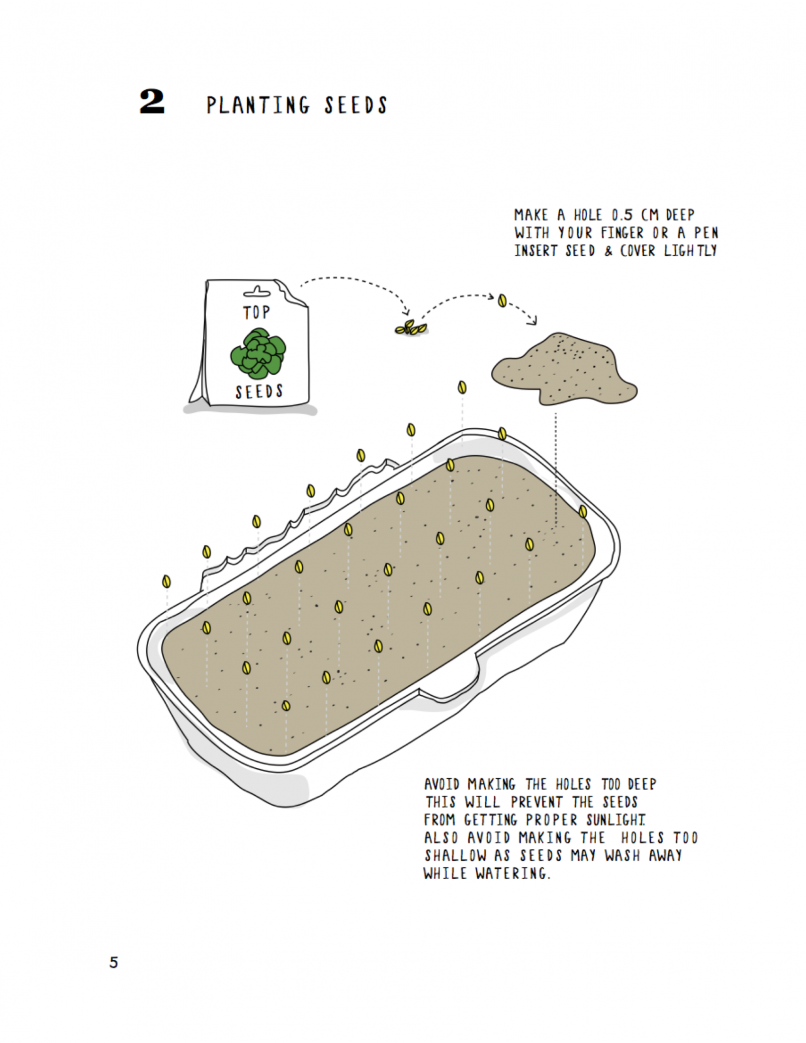 2 PLANTING SEEDS
MAKE A HOLE 0.5 CM DEEP
WITH YOUR FINGER OR A PEN
INSERT SEED & COVER LIGHTLY
TOP
SEEDS
AVOID MAKING THE HOLES TOO DEEP
THIS WILL PREVENT THE SEEDS
FROM GETTING PROPER SUNLIGHT.
ALSO AVOID MAKING THE HOLES TOO
SHALLOW AS SEEDS MAY WASH AWAY
WHILE WATERING.
5